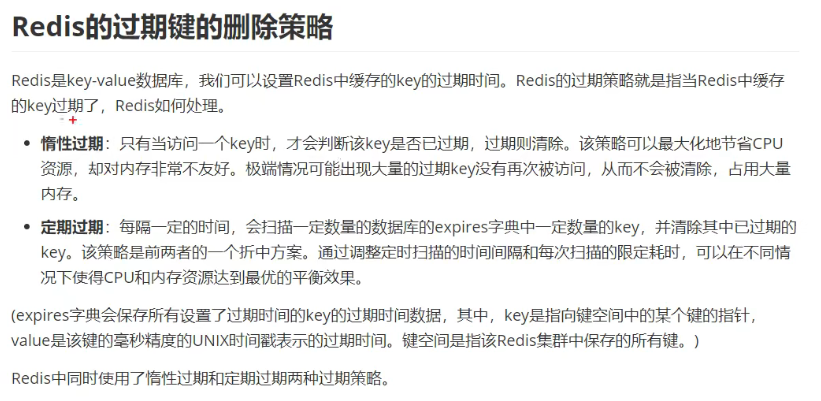 Redis的过期键的删除策略
Redis是key-value数据库，我们可以设置Redis中缓存的key的过期时间。Redis的过期策略就是指当Redis中缓存
的key过期了，Redis如何处理。
惰性过期：只有当访问一个key时，才会判断该key是否已过期，过期则清除。该策略可以最大化地节省CPU
资源，却对内存非常不友好。极端情况可能出现大量的过期key没有再次被访问，从而不会被清除，占用大量
内存。
定期过期：每隔一定的时间，会扫描一定数量的数据库的expires字典中一定数量的key，并清除其中已过期的
key。该策略是前两者的一个折中方案。通过调整定时扫描的时间间隔和每次扫描的限定耗时，可以在不同情
况下使得CPU和内存资源达到最优的平衡效果。
(expires字典会保存所有设置了过期时间的key的过期时间数据，其中，key是指向键空间中的某个键的指针，
value是该键的毫秒精度的UNIX时间戳表示的过期时间。键空间是指该Redis集群中保存的所有键。)
Redis中同时使用了惰性过期和定期过期两种过期策略。